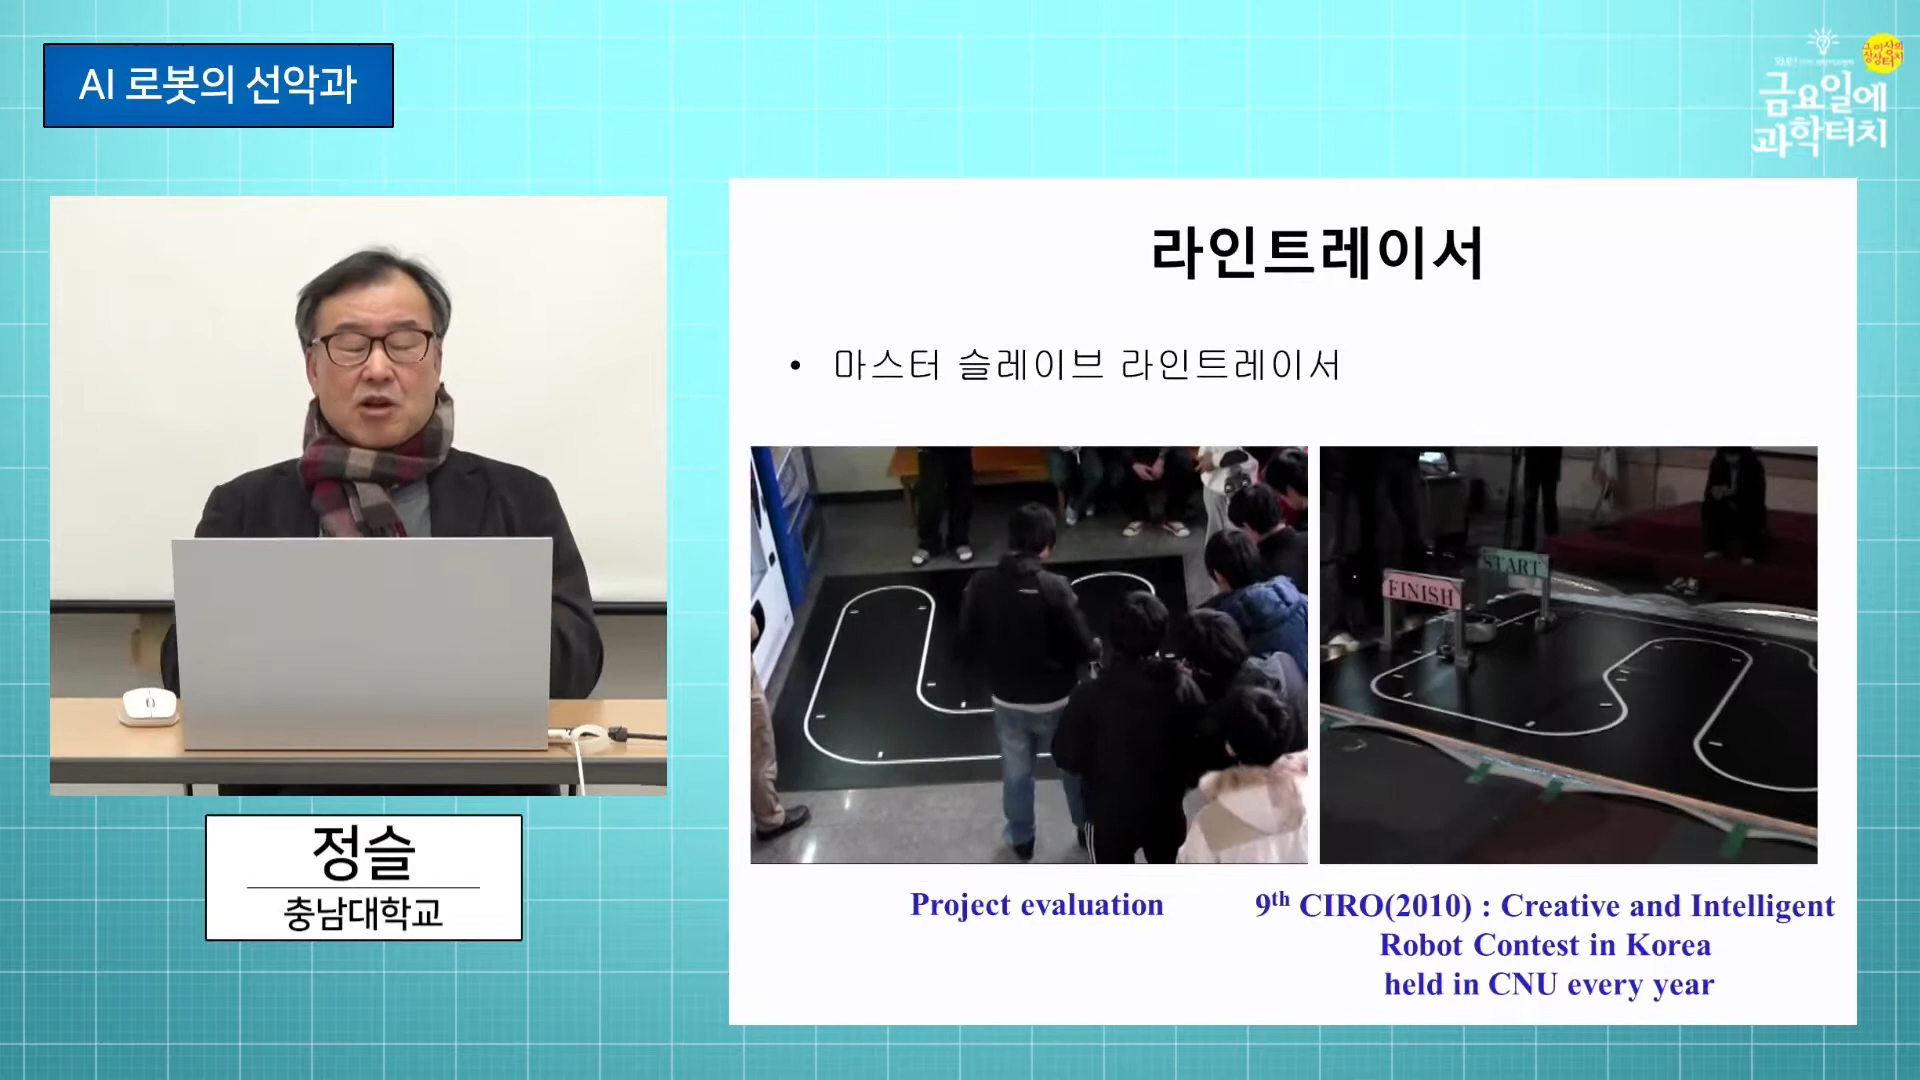 AI 로봇의 선악과
금요일에
과학터치
라인트레이서
• 마스터 슬레이브 라인트레이서
START
FINISH
Project evaluation
9th CIRO(2010) : Creative and Intelligent
Robot Contest in Korea
held in CNU every year
정슬
충남대학교